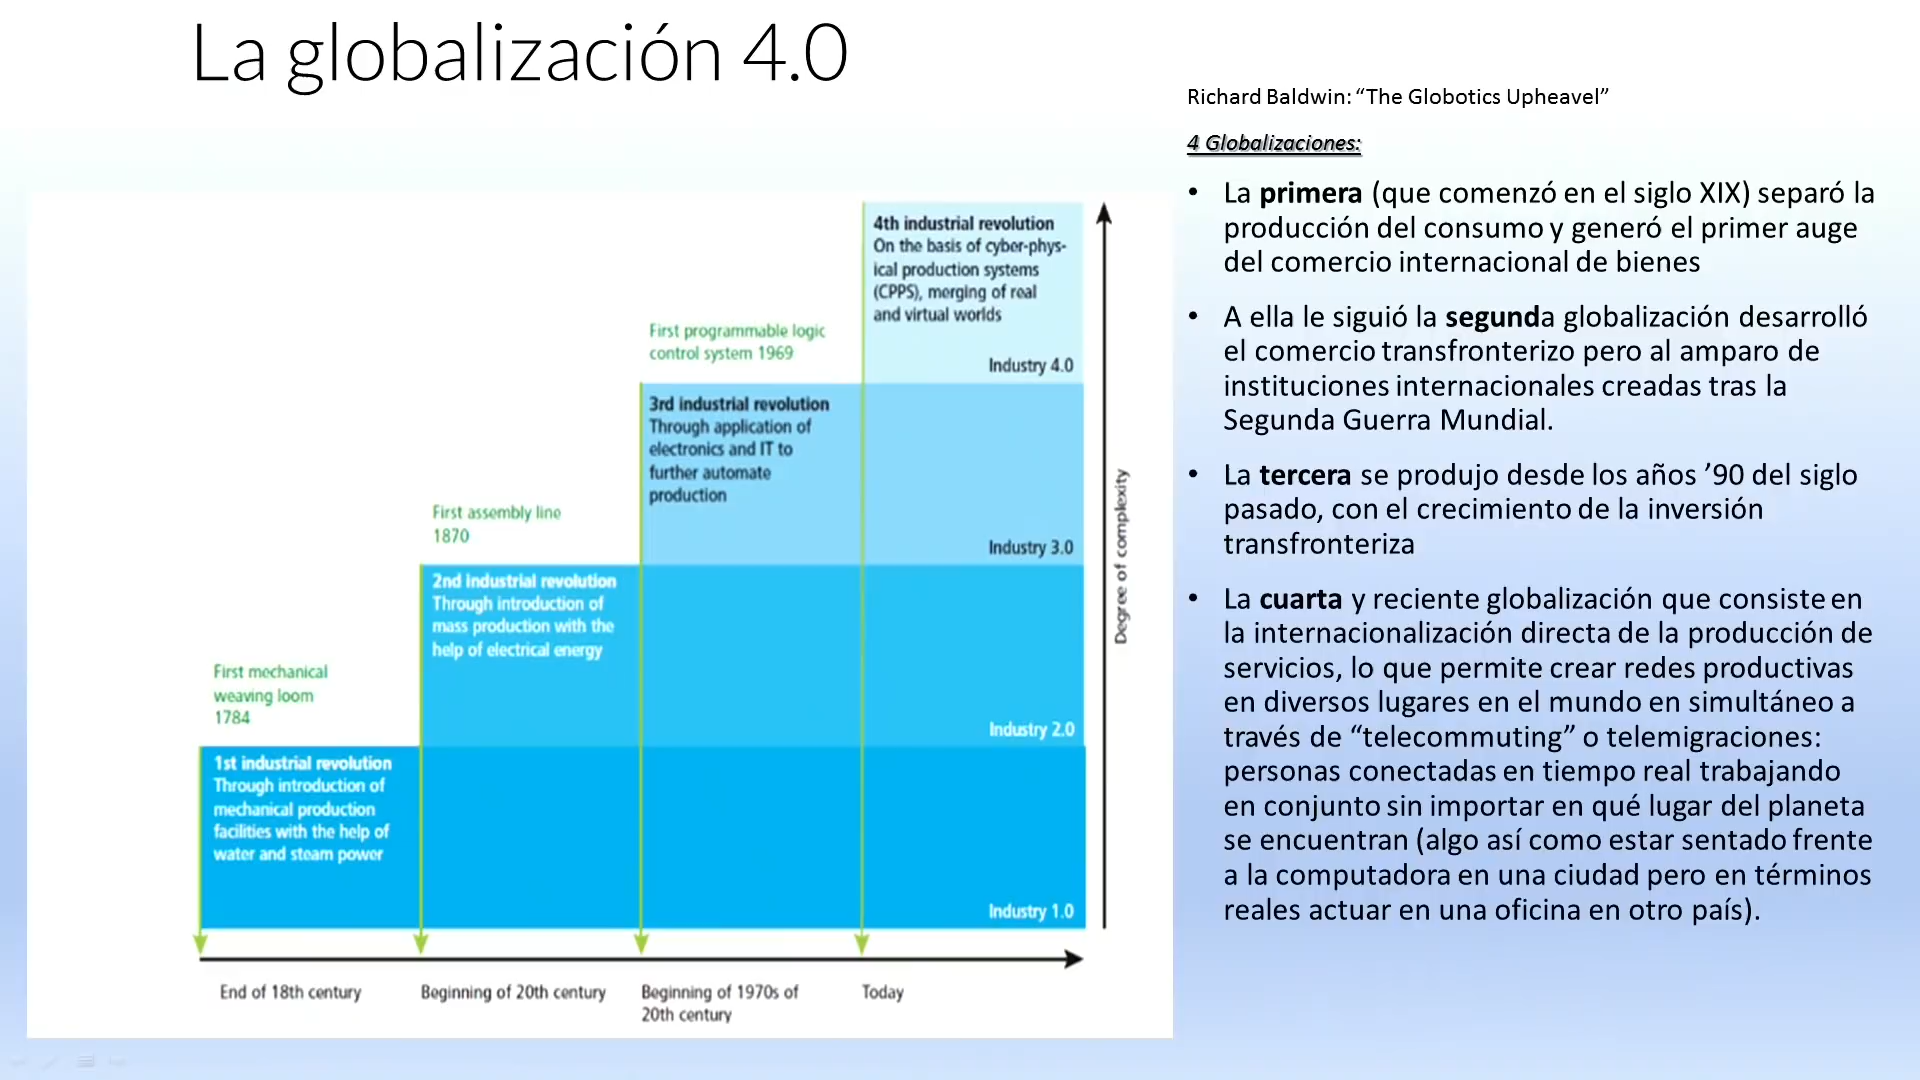 La globalización 4.0
Richard Baldwin: “The Globotics Upheavel”
4 Globalizaciones:
• La primera (que comenzó en el siglo XIX) separó la
producción del consumo y generó el primer auge
del comercio internacional de bienes
• A ella le siguió la segunda globalización desarrolló
el comercio transfronterizo pero al amparo de
instituciones internacionales creadas tras la
Segunda Guerra Mundial.
• La tercera se produjo desde los años ’90 del siglo
pasado, con el crecimiento de la inversión
transfronteriza
• La cuarta y reciente globalización que consiste en
la internacionalización directa de la producción de
servicios, lo que permite crear redes productivas
en diversos lugares en el mundo en simultáneo a
través de “telecommuting” o telemigraciones:
personas conectadas en tiempo real trabajando
en conjunto sin importar en qué lugar del planeta
se encuentran (algo así como estar sentado frente
a la computadora en una ciudad pero en términos
reales actuar en una oficina en otro país).
4th industrial revolution
On the basis of cyber-phys-
ical production systems
(CPPS), merging of real
and virtual worlds
Industry 4.0
First programmable logic
control system 1969
3rd industrial revolution
Through application of
electronics and IT to
further automate
production
Industry 3.0
First assembly line
1870
2nd industrial revolution
Through introduction of
mass production with the
help of electrical energy
Industry 2.0
First mechanical
weaving loom
1784
1st industrial revolution
Through introduction of
mechanical production
facilities with the help of
water and steam power
Industry 1.0
Degree of complexity
End of 18th century
Beginning of 20th century
Beginning of 1970s of
20th century
Today